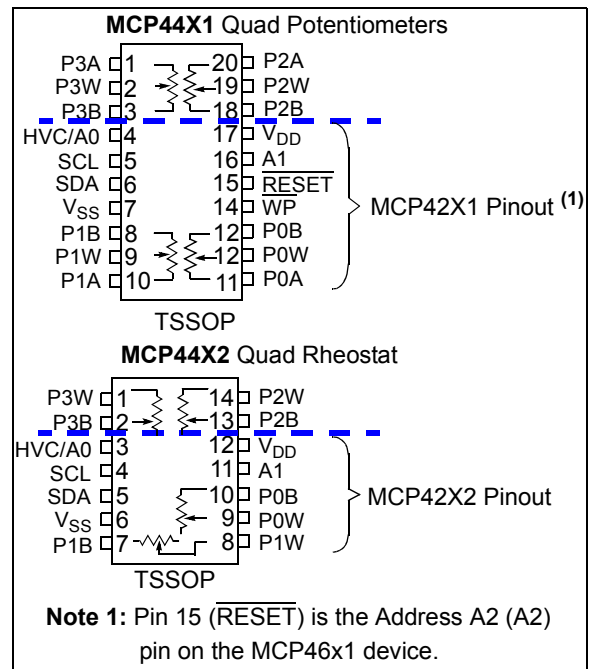 MCP44X1 Quad Potentiometers
P3A 1 20 P2A
P3W 2 19 P2W
P3B 3 18 P2B
HVC/A0 4 17 VDD
SCL 5 16 A1
SDA 6 15 RESET
VSS 7 14 WP
P1B 8 12 P0B
P1W 9 12 P0W
P1A 10 11 P0A
MCP42X1 Pinout (1)
TSSOP
MCP44X2 Quad Rheostat
P3W 1 14 P2W
P3B 2 13 P2B
HVC/A0 3 12 VDD
SCL 4 11 A1
SDA 5 10 P0B
VSS 6 9 P0W
P1B 7 8 P1W
MCP42X2 Pinout
TSSOP
Note 1: Pin 15 (RESET) is the Address A2 (A2)
pin on the MCP46x1 device.